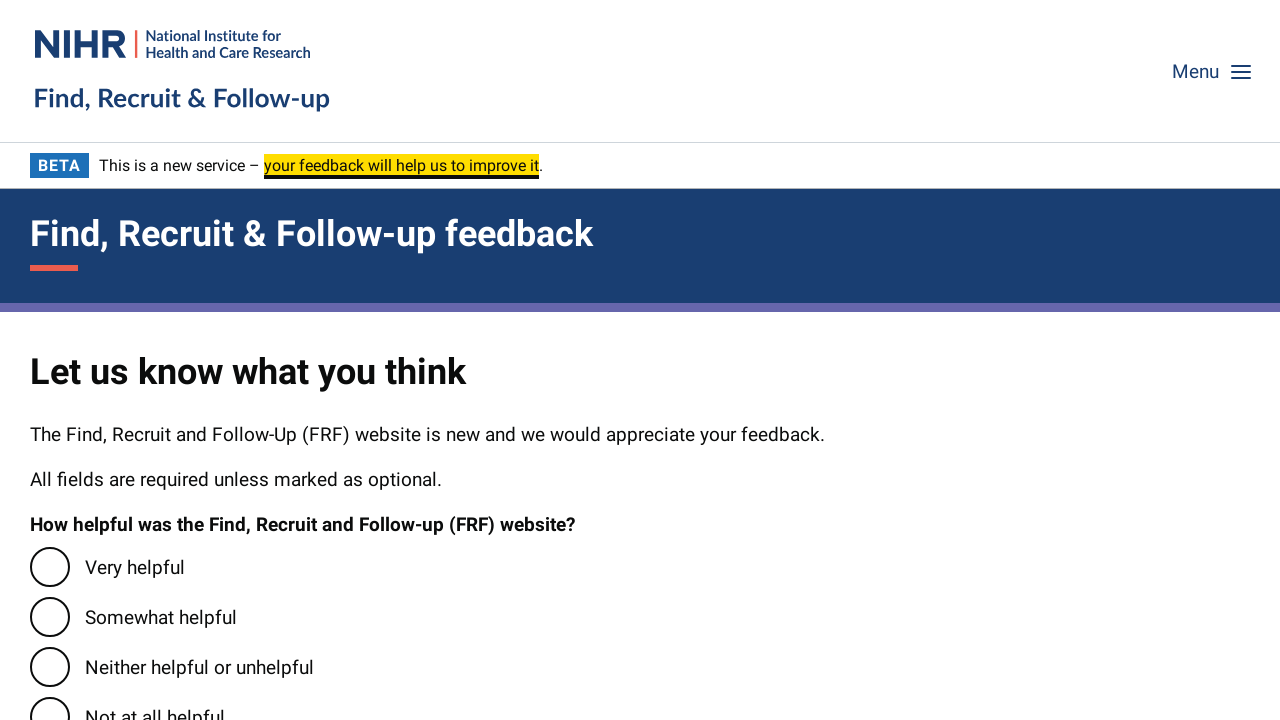 NIHR
National Institute for
Health and Care Research
Find, Recruit & Follow-up
Menu
BETA This is a new service – your feedback will help us to improve it.
Find, Recruit & Follow-up feedback
Let us know what you think
The Find, Recruit and Follow-Up (FRF) website is new and we would appreciate your feedback.
All fields are required unless marked as optional.
How helpful was the Find, Recruit and Follow-up (FRF) website?
Very helpful
Somewhat helpful
Neither helpful or unhelpful
Not at all helpful